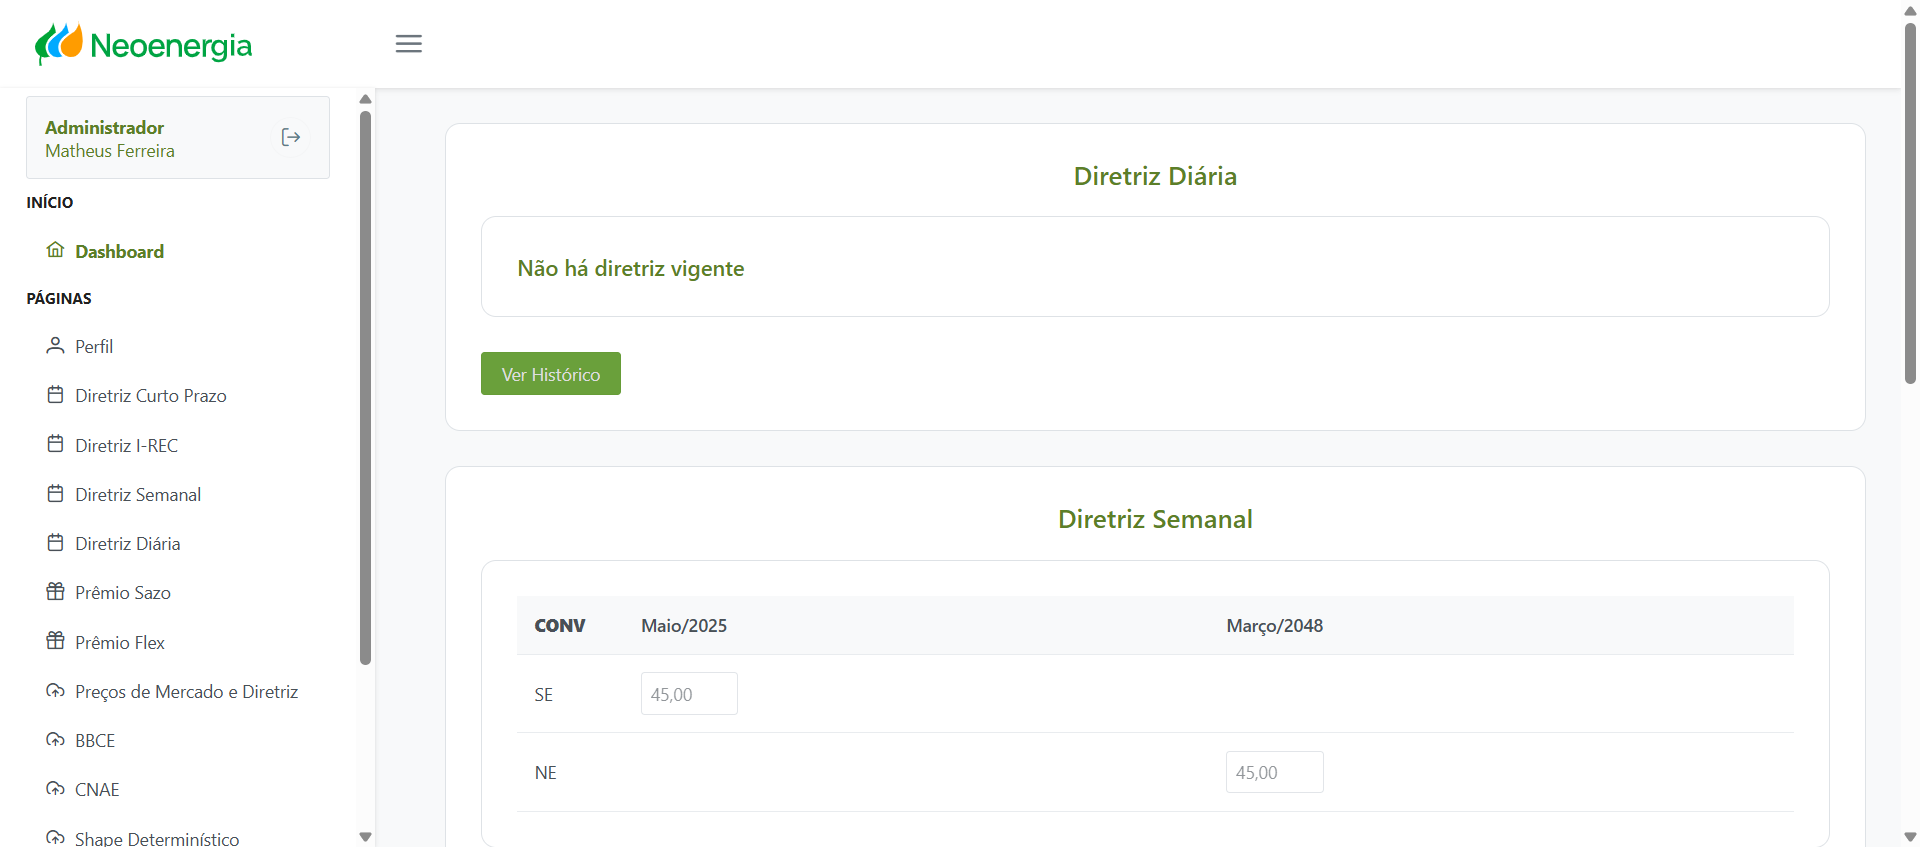 Neoenergia
Administrador
Matheus Ferreira
INÍCIO
Dashboard
PÁGINAS
Perfil
Diretriz Curto Prazo
Diretriz I-REC
Diretriz Semanal
Diretriz Diária
Prêmio Sazo
Prêmio Flex
Preços de Mercado e Diretriz
BBCE
CNAE
Shape Determinístico
Diretriz Diária
Não há diretriz vigente
Ver Histórico
Diretriz Semanal
CONV Maio/2025 Março/2048
SE 45,00
NE 45,00